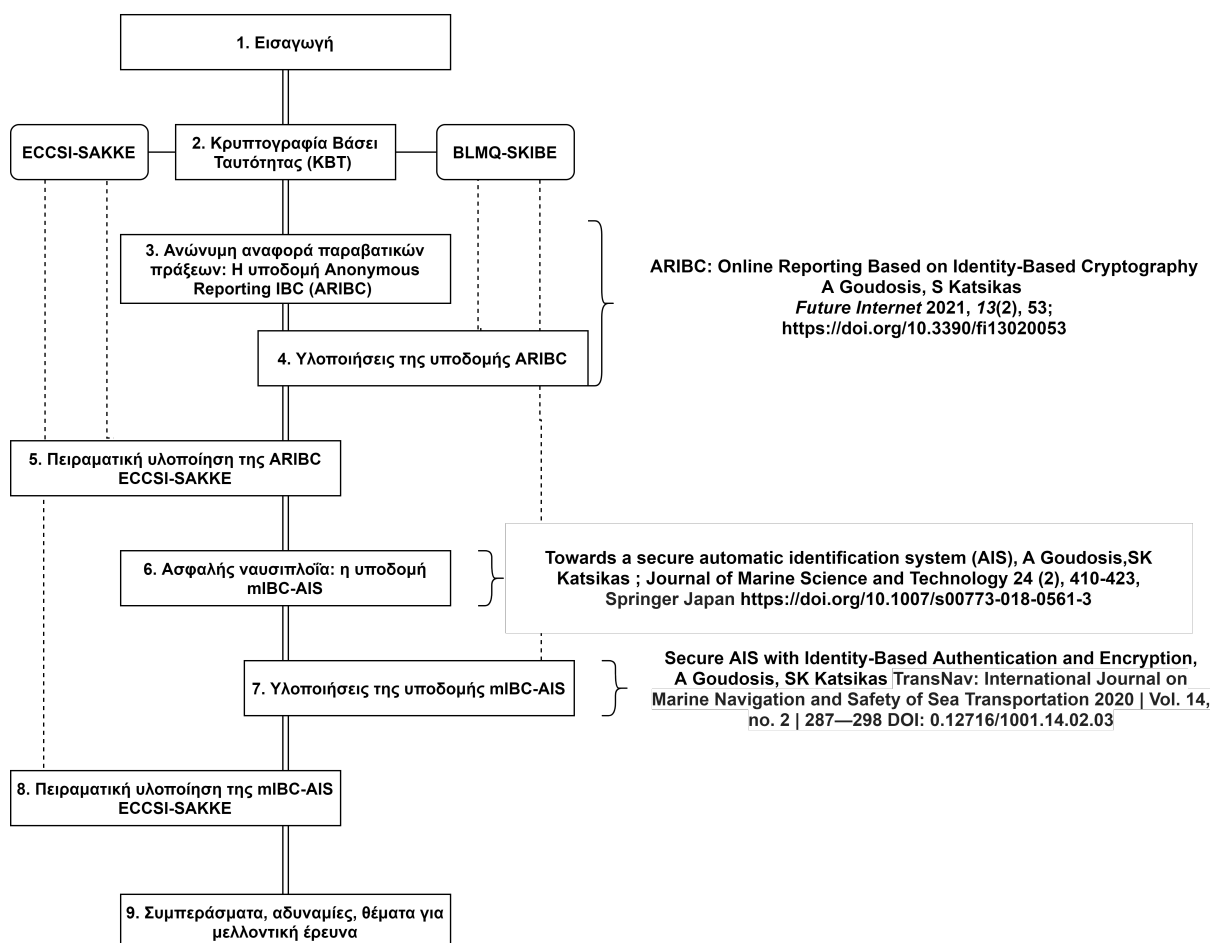 1. Εισαγωγή
ECCSI-SAKKE
2. Κρυπτογραφία Βάσει
Ταυτότητας (ΚΒΤ)
BLMQ-SKIBE
3. Ανώνυμη αναφορά παραβατικών
πράξεων: Η υποδομή Anonymous
Reporting IBC (ARIBC)
ARIBC: Online Reporting Based on Identity-Based Cryptography
A Goudosis, S Katsikas
Future Internet 2021, 13(2), 53;
https://doi.org/10.3390/fi13020053
4. Υλοποιήσεις της υποδομής ARIBC
5. Πειραματική υλοποίηση της ARIBC
ECCSI-SAKKE
6. Ασφαλής ναυσιπλοΐα: η υποδομή
mIBC-AIS
Towards a secure automatic identification system (AIS), A Goudosis,SK
Katsikas ; Journal of Marine Science and Technology 24 (2), 410-423,
Springer Japan https://doi.org/10.1007/s00773-018-0561-3
7. Υλοποιήσεις της υποδομής mIBC-AIS
Secure AIS with Identity-Based Authentication and Encryption,
A Goudosis, SK Katsikas TransNav: International Journal on
Marine Navigation and Safety of Sea Transportation 2020 | Vol. 14,
no. 2 | 287—298 DOI: 0.12716/1001.14.02.03
8. Πειραματική υλοποίηση της mIBC-AIS
ECCSI-SAKKE
9. Συμπεράσματα, αδυναμίες, θέματα για
μελλοντική έρευνα